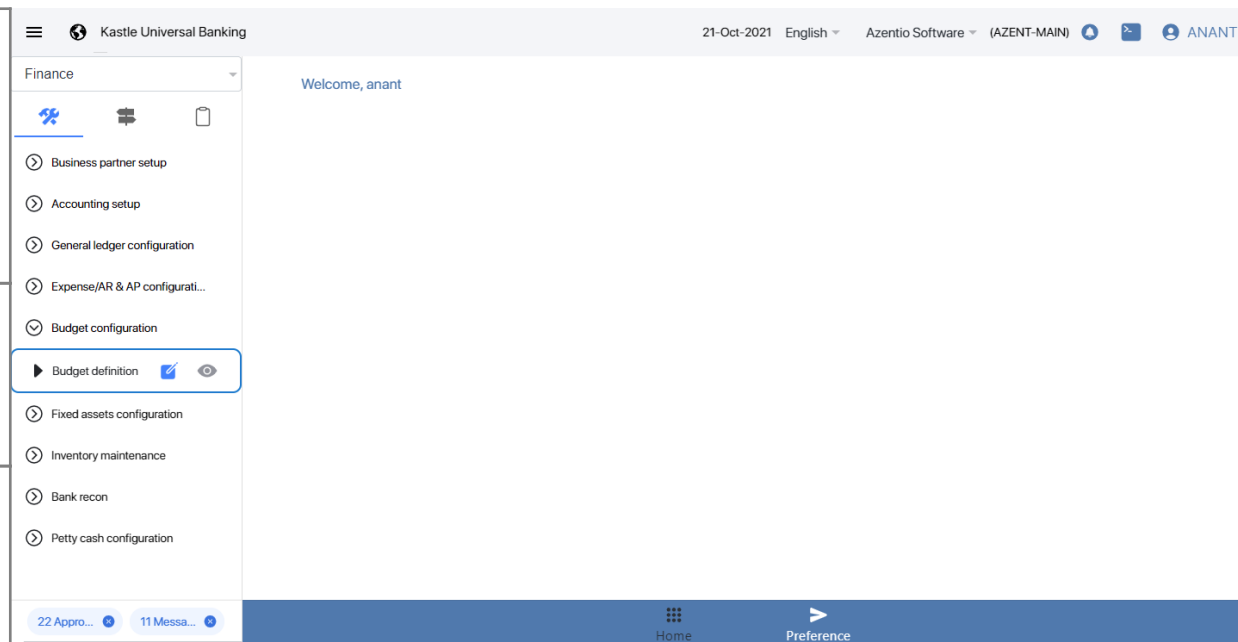 Kastle Universal Banking
21-Oct-2021 English Azentio Software (AZENT-MAIN) ANANT
Finance
Welcome, anant
Business partner setup
Accounting setup
General ledger configuration
Expense/AR & AP configurati...
Budget configuration
Budget definition
Fixed assets configuration
Inventory maintenance
Bank recon
Petty cash configuration
22 Appro... 11 Messa...
Home Preference